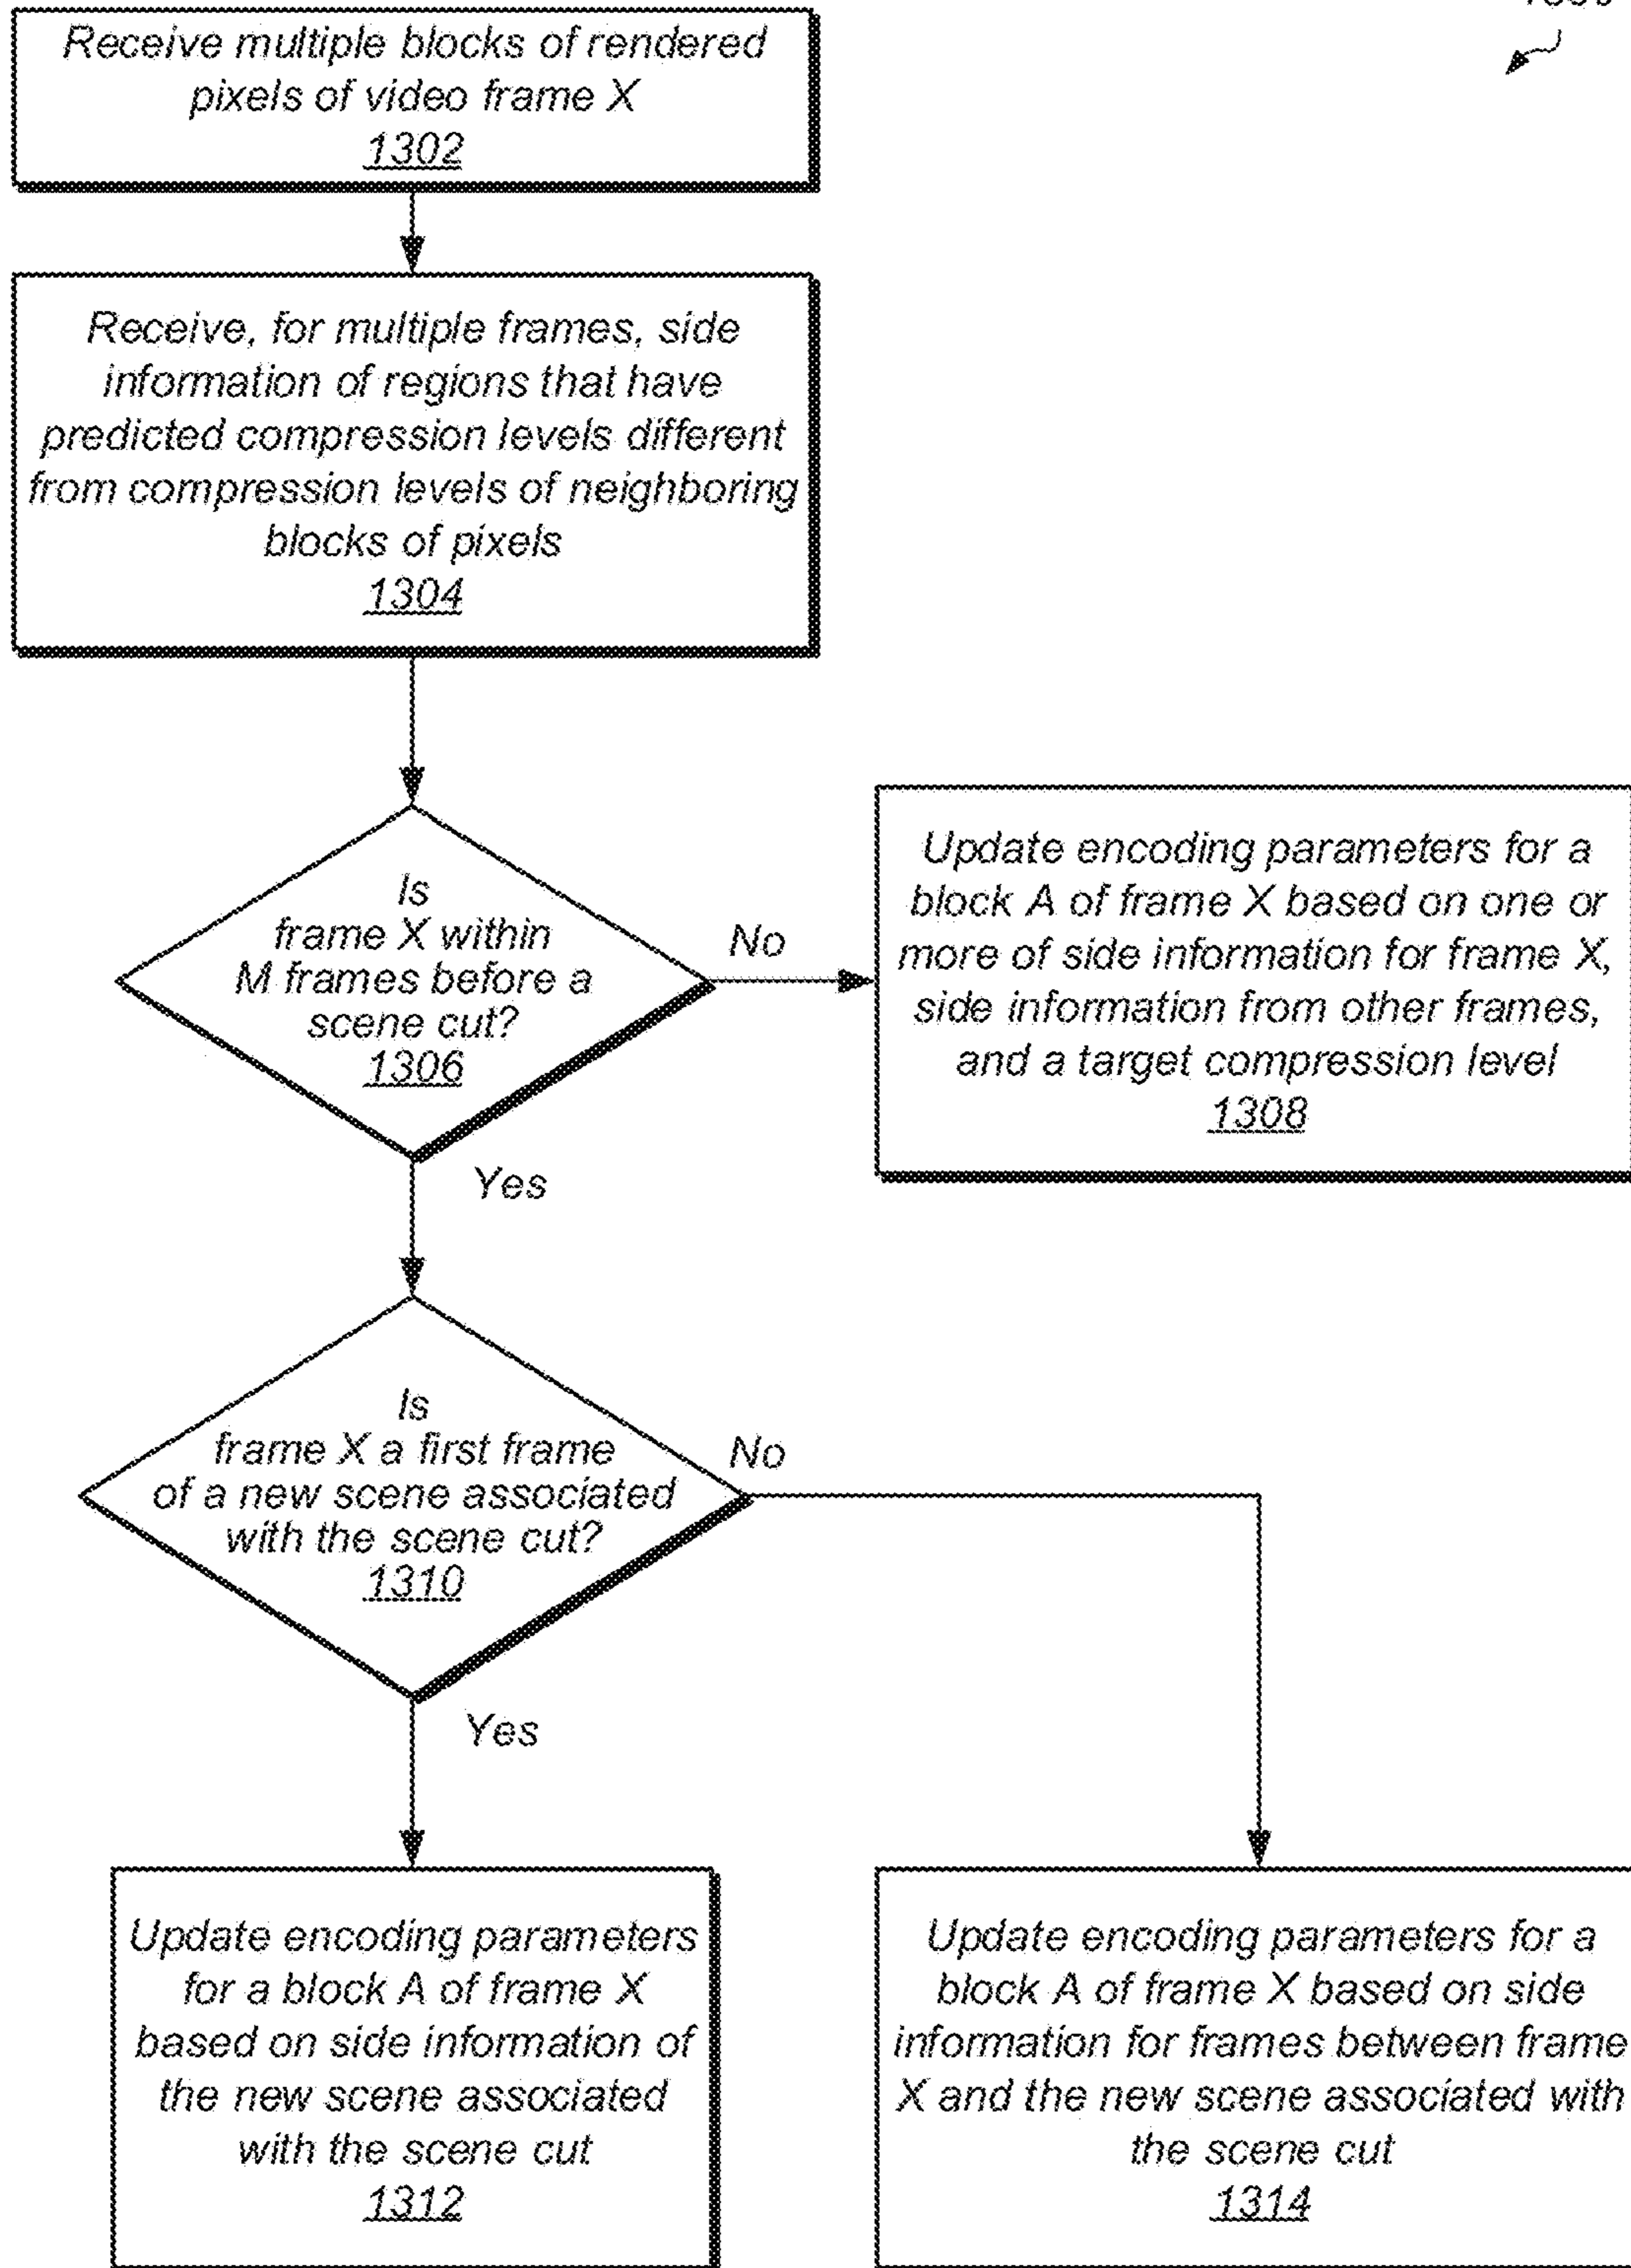 Receive multiple blocks of rendered
pixels of video frame X
1302
Receive, for multiple frames, side
information of regions that have
predicted compression levels different
from compression levels of neighboring
blocks of pixels
1304
Is
frame X within
M frames before a
scene cut?
1306
No
Update encoding parameters for a
block A of frame X based on one or
more of side information for frame X,
side information from other frames,
and a target compression level
1308
Yes
Is
frame X a first frame
of a new scene associated
with the scene cut?
1310
No
Yes
Update encoding parameters
for a block A of frame X
based on side information of
the new scene associated
with the scene cut
1312
Update encoding parameters for a
block A of frame X based on side
information for frames between frame
X and the new scene associated with
the scene cut
1314